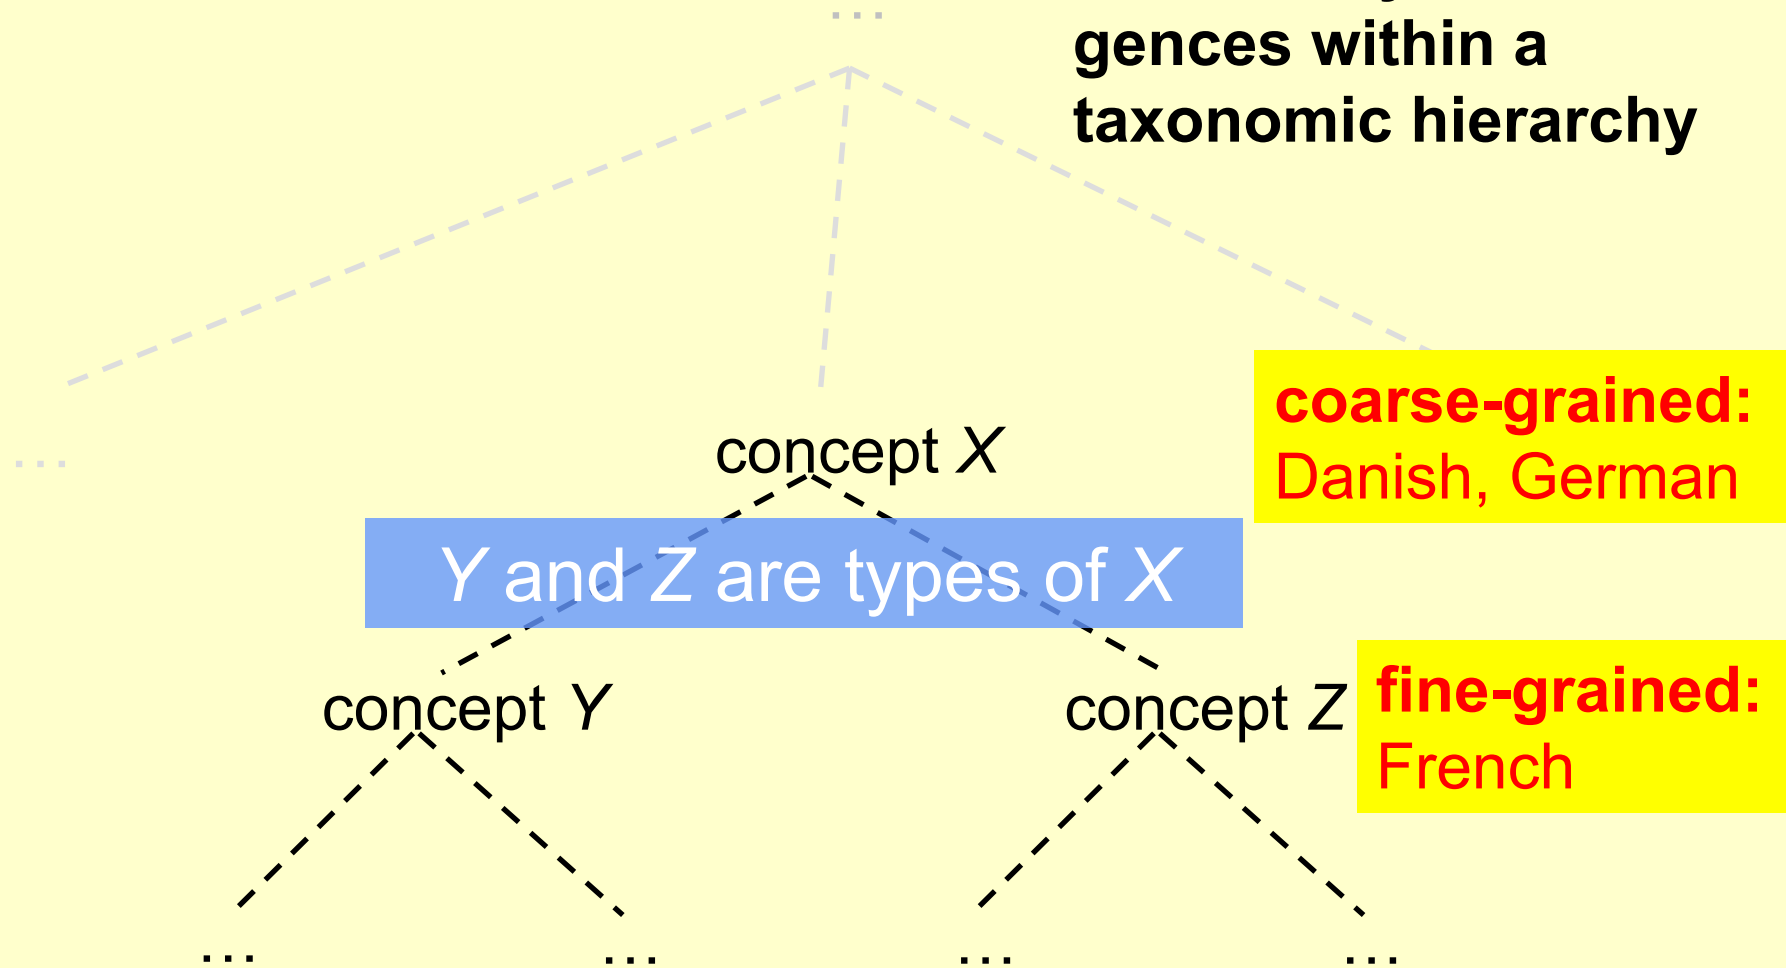 ...
gences within a
taxonomic hierarchy
coarse-grained:
Danish, German
concept X
...
Y and Z are types of X
concept Y
concept Z
fine-grained:
French
... ... ... ...